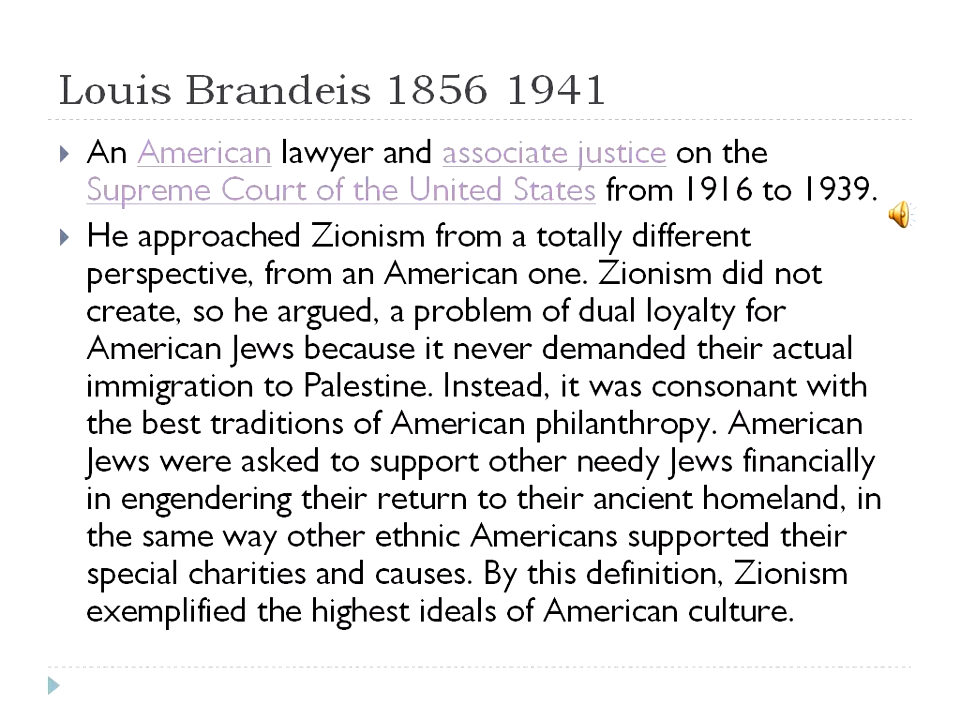 Louis Brandeis 1856 1941
An American lawyer and associate justice on the
Supreme Court of the United States from 1916 to 1939.
He approached Zionism from a totally different
perspective, from an American one. Zionism did not
create, so he argued, a problem of dual loyalty for
American Jews because it never demanded their actual
immigration to Palestine. Instead, it was consonant with
the best traditions of American philanthropy. American
Jews were asked to support other needy Jews financially
in engendering their return to their ancient homeland, in
the same way other ethnic Americans supported their
special charities and causes. By this definition, Zionism
exemplified the highest ideals of American culture.